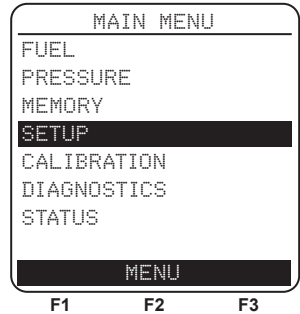 MAIN MENU
FUEL
PRESSURE
MEMORY
SETUP
CALIBRATION
DIAGNOSTICS
STATUS
MENU
F1 F2 F3